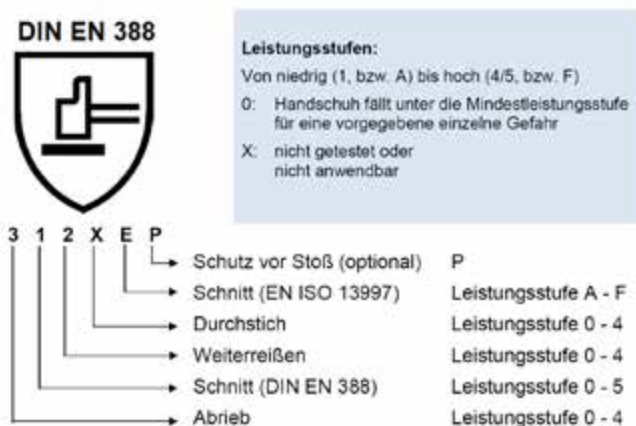 DIN EN 388
Leistungsstufen:
Von niedrig (1, bzw. A) bis hoch (4/5, bzw. F)
0: Handschuh fällt unter die Mindestleistungsstufe
für eine vorgegebene einzelne Gefahr
X: nicht getestet oder
nicht anwendbar
3 1 2 X E P
Schutz vor Stoß (optional) P
Schnitt (EN ISO 13997) Leistungsstufe A - F
Durchstich Leistungsstufe 0 - 4
Weiterreißen Leistungsstufe 0 - 4
Schnitt (DIN EN 388) Leistungsstufe 0 - 5
Abrieb Leistungsstufe 0 - 4